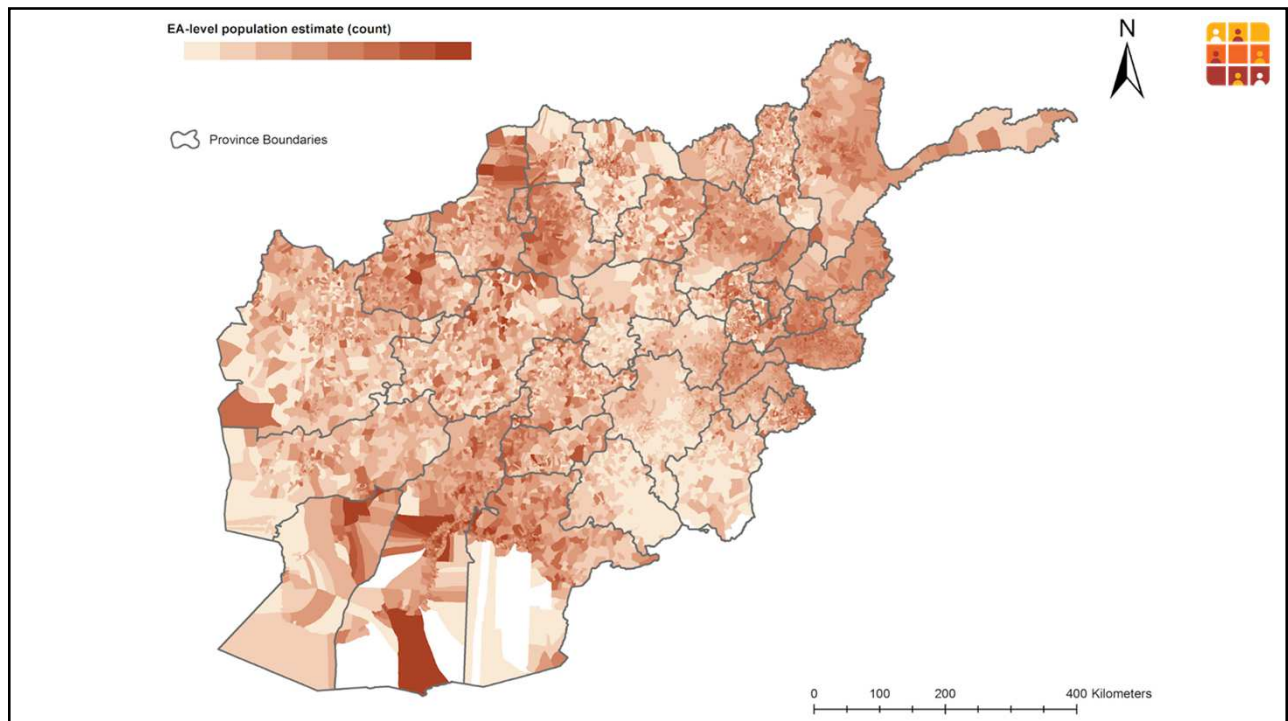 EA-level population estimate (count)
N
Province Boundaries
0 100 200 400 Kilometers